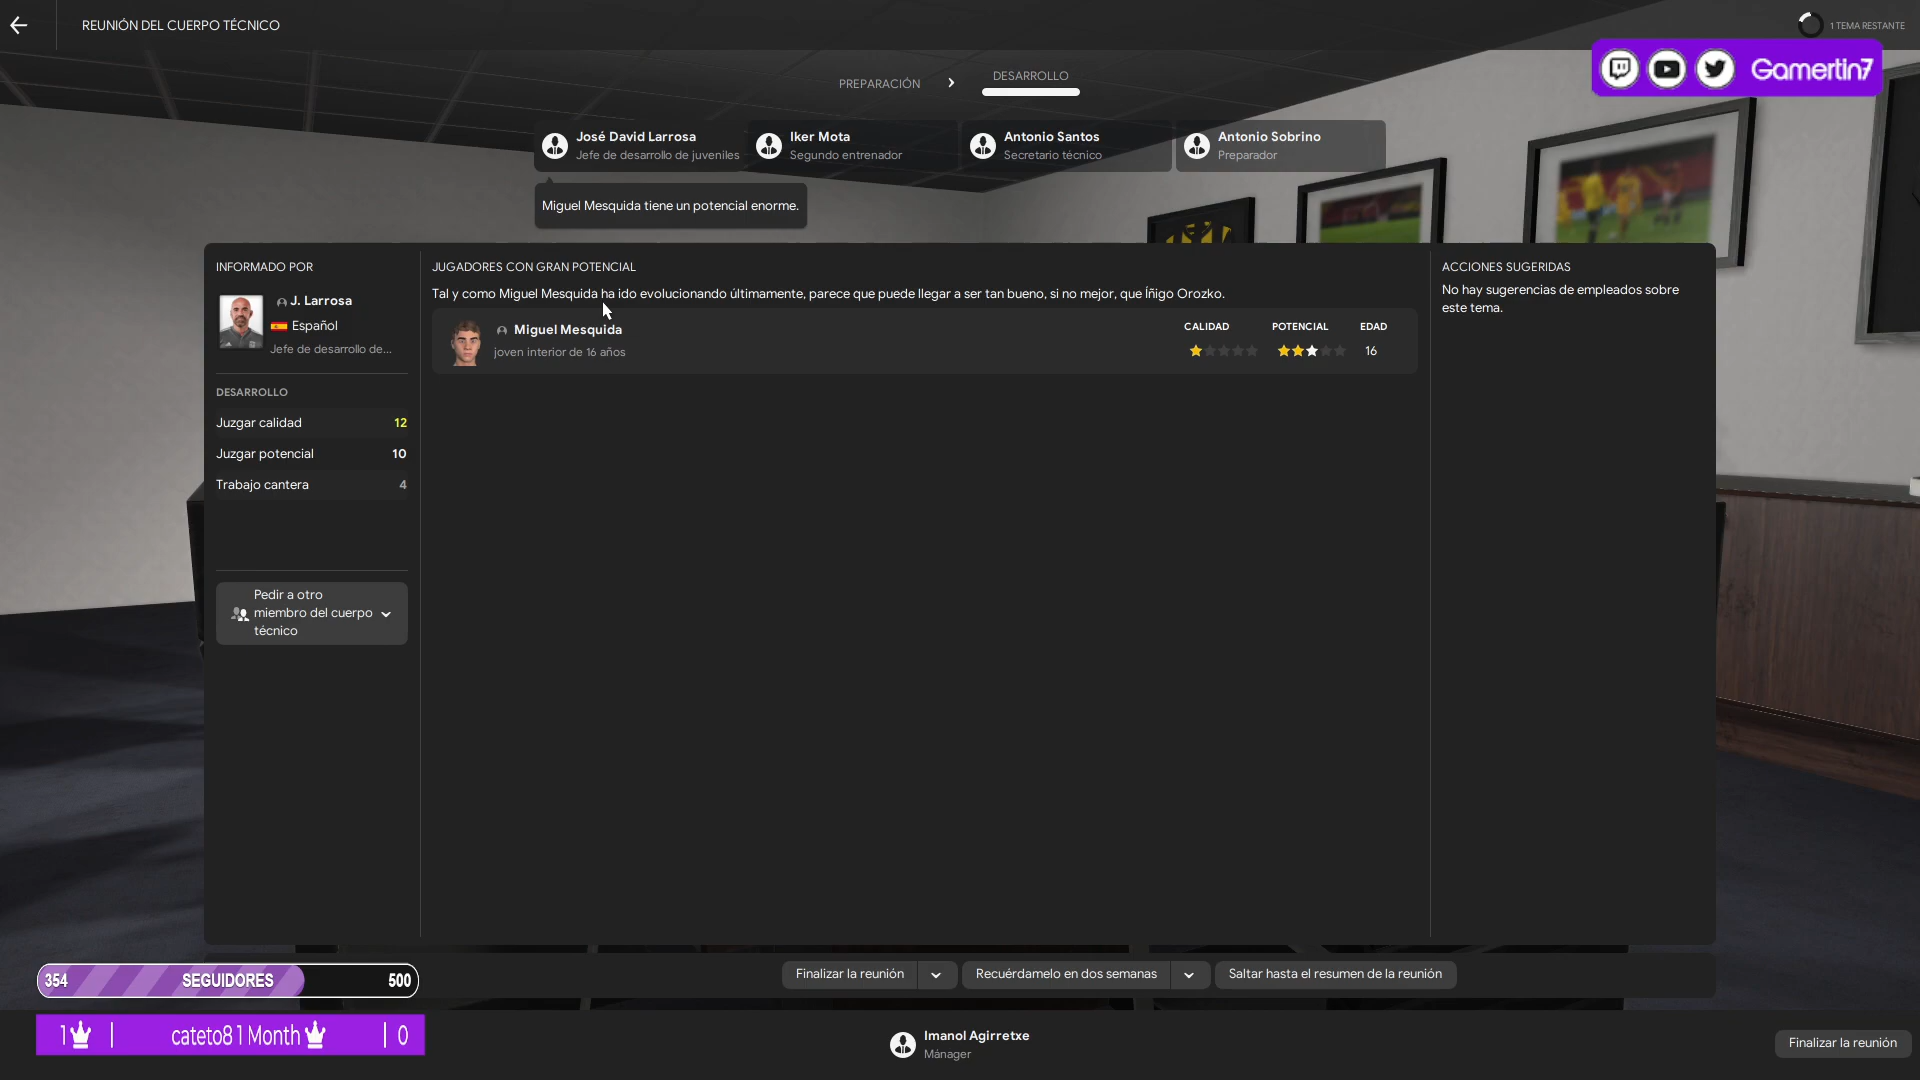 REUNIÓN DEL CUERPO TÉCNICO
1 TEMA RESTANTE
Gamertin7
PREPARACIÓN
DESARROLLO
José David Larrosa
Jefe de desarrollo de juveniles
Iker Mota
Segundo entrenador
Antonio Santos
Secretario técnico
Antonio Sobrino
Preparador
Miguel Mesquida tiene un potencial enorme.
INFORMADO POR
J. Larrosa
Español
Jefe de desarrollo de...
DESARROLLO
Juzgar calidad 12
Juzgar potencial 10
Trabajo cantera 4
Pedir a otro
miembro del cuerpo
técnico
JUGADORES CON GRAN POTENCIAL
Tal y como Miguel Mesquida ha ido evolucionando últimamente, parece que puede llegar a ser tan bueno, si no mejor, que Íñigo Orozko.
Miguel Mesquida
joven interior de 16 años
CALIDAD POTENCIAL EDAD
16
ACCIONES SUGERIDAS
No hay sugerencias de empleados sobre
este tema.
354 SEGUIDORES 500
Finalizar la reunión
Recuérdamelo en dos semanas
Saltar hasta el resumen de la reunión
1 cateto8 1 Month 0
Imanol Agirretxe
Mánager
Finalizar la reunión